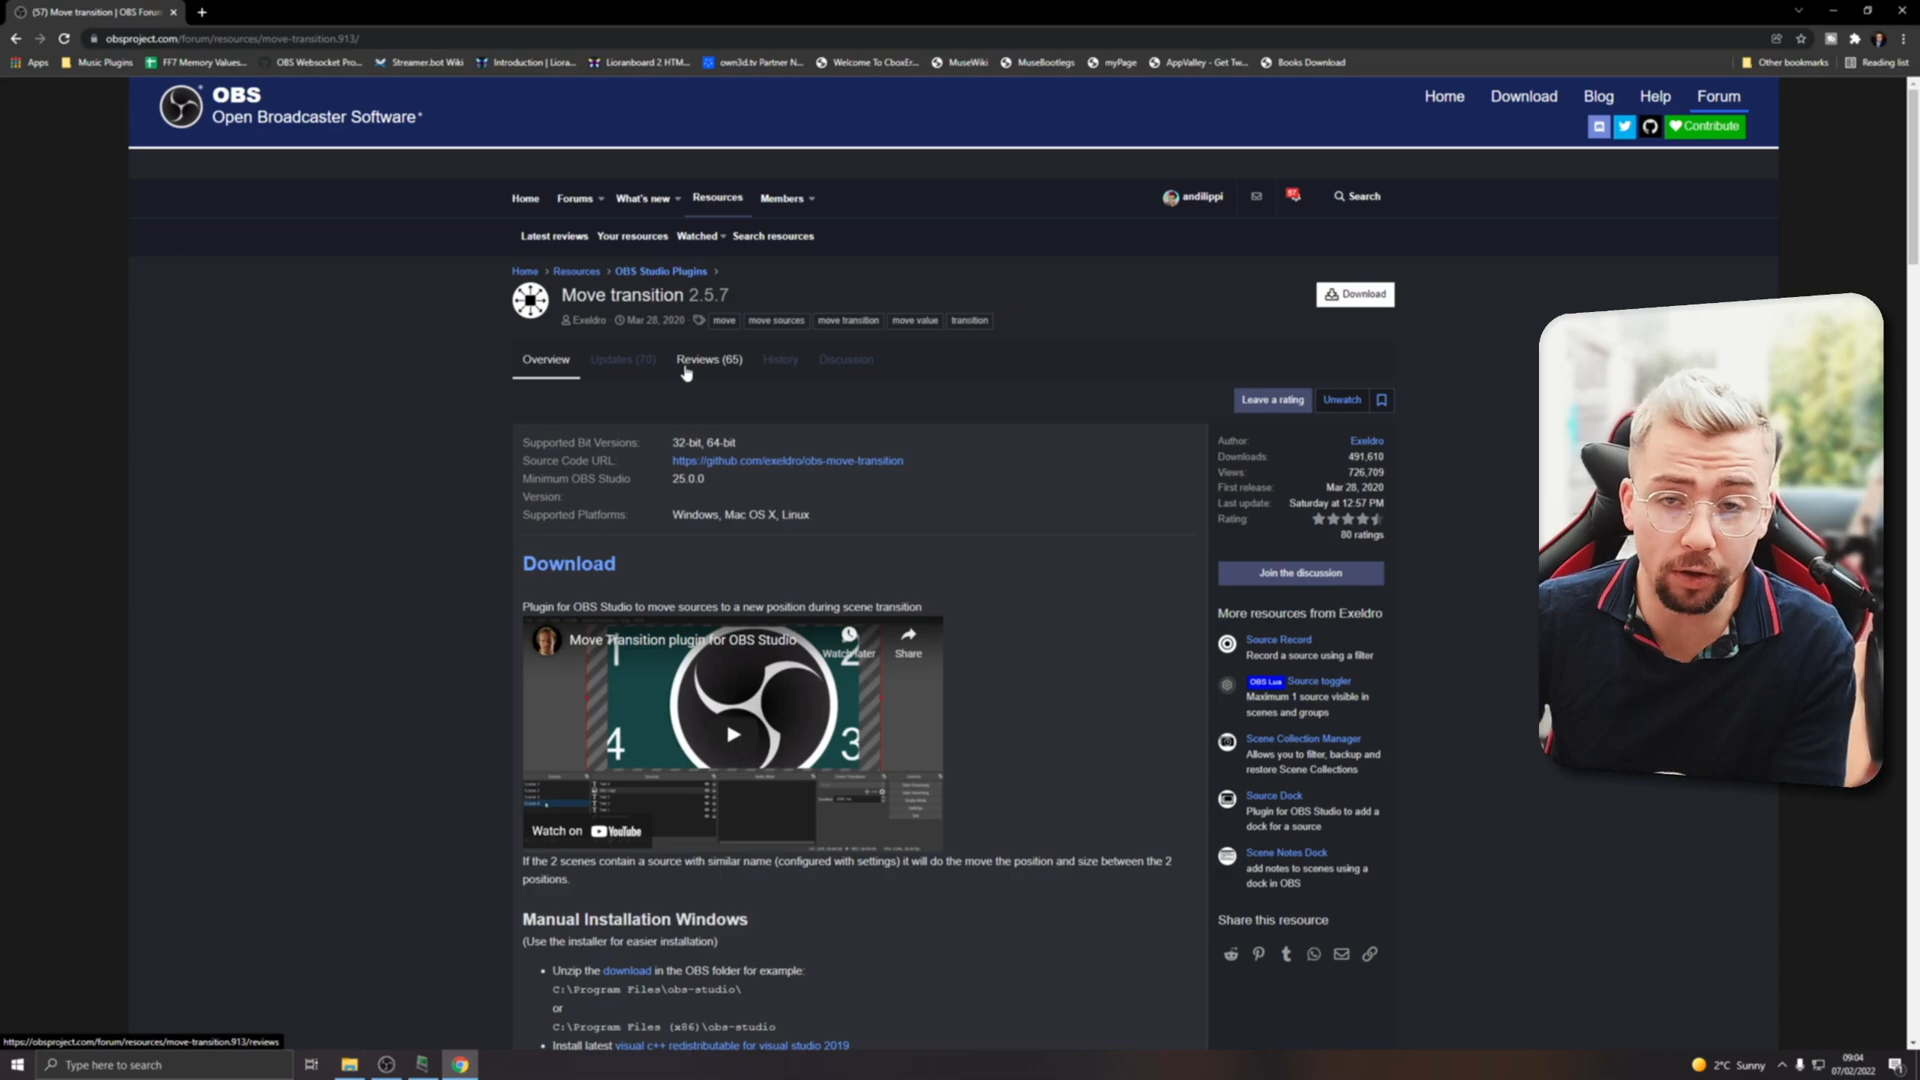 (57) Move transition | OBS Forum
obsproject.com/forum/resources/move-transition.913/
Apps
Music Plugins
FF7 Memory Values...
OBS Websocket Pro...
Streamer.bot Wiki
Introduction | Liora...
Lioranboard 2 HTM...
own3d.tv Partner N...
Welcome To CboxEr...
MuseWiki
MuseBootlegs
myPage
AppValley - Get Tw...
Books Download
Other bookmarks
Reading list
OBS
Open Broadcaster Software
Home Download Blog Help Forum
Contribute
Home Forums What's new Resources Members
andilippi
57
Search
Latest reviews Your resources Watched Search resources
Home > Resources > OBS Studio Plugins >
Move transition 2.5.7
Download
Exeldro Mar 28, 2020 move move sources move transition move value transition
Overview Updates (70) Reviews (65) History Discussion
Leave a rating Unwatch
Supported Bit Versions: 32-bit, 64-bit
Source Code URL: https://github.com/exeldro/obs-move-transition
Minimum OBS Studio 25.0.0
Version:
Supported Platforms: Windows, Mac OS X, Linux
Download
Plugin for OBS Studio to move sources to a new position during scene transition
Move Transition plugin for OBS Studio
Watch later
Share
1
2
4
3
Watch on YouTube
If the 2 scenes contain a source with similar name (configured with settings) it will do the move the position and size between the 2
positions.
Manual Installation Windows
(Use the installer for easier installation)
• Unzip the download in the OBS folder for example:
C:\Program Files\obs-studio\
or
C:\Program Files (x86)\obs-studio
• Install latest visual c++ redistributable for visual studio 2019
Author: Exeldro
Downloads: 491,610
Views: 726,709
First release: Mar 28, 2020
Last update: Saturday at 12:57 PM
Rating:
80 ratings
Join the discussion
More resources from Exeldro
Source Record
Record a source using a filter
OBS Lua Source toggler
Maximum 1 source visible in
scenes and groups
Scene Collection Manager
Allows you to filter, backup and
restore Scene Collections
Source Dock
Plugin for OBS Studio to add a
dock for a source
Scene Notes Dock
add notes to scenes using a
dock in OBS
Share this resource
https://obsproject.com/forum/resources/move-transition.913/reviews
Type here to search
2°C Sunny
09:04
07/02/2022